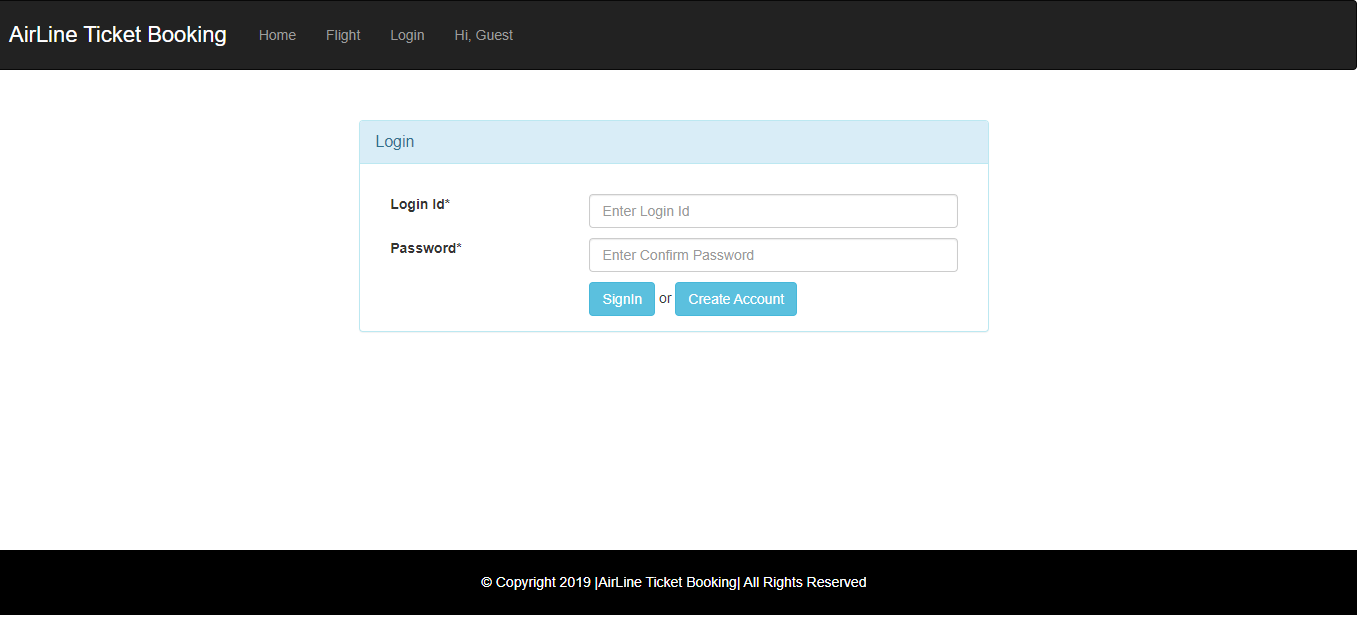 AirLine Ticket Booking Home Flight Login Hi, Guest
Login
Login Id* Enter Login Id
Password* Enter Confirm Password
SignIn or Create Account
© Copyright 2019 |AirLine Ticket Booking| All Rights Reserved